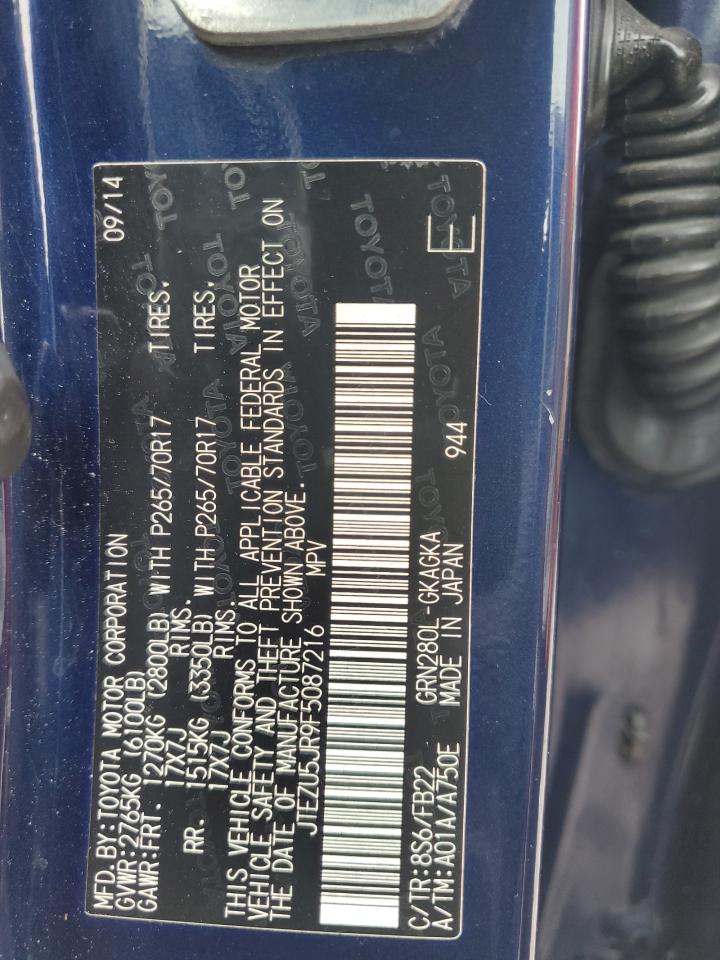 MFD. BY: TOYOTA MOTOR CORPORATION 09/14
GVWR: 2765KG (6100LB)
GAWR: FRT. 1270KG (2800LB) WITH P265/70R17 TIRES,
17X7J RIMS.
RR. 1515KG (3350LB) WITH P265/70R17 TIRES,
17X7J RIMS.
THIS VEHICLE CONFORMS TO ALL APPLICABLE FEDERAL MOTOR
VEHICLE SAFETY AND THEFT PREVENTION STANDARDS IN EFFECT ON
THE DATE OF MANUFACTURE SHOWN ABOVE.
JTEZU5JR9F5087216 MPV
C/TR: 8S6/FB22 GRN280L-GKAGKA 944
A/TM: A01A/A750E MADE IN JAPAN